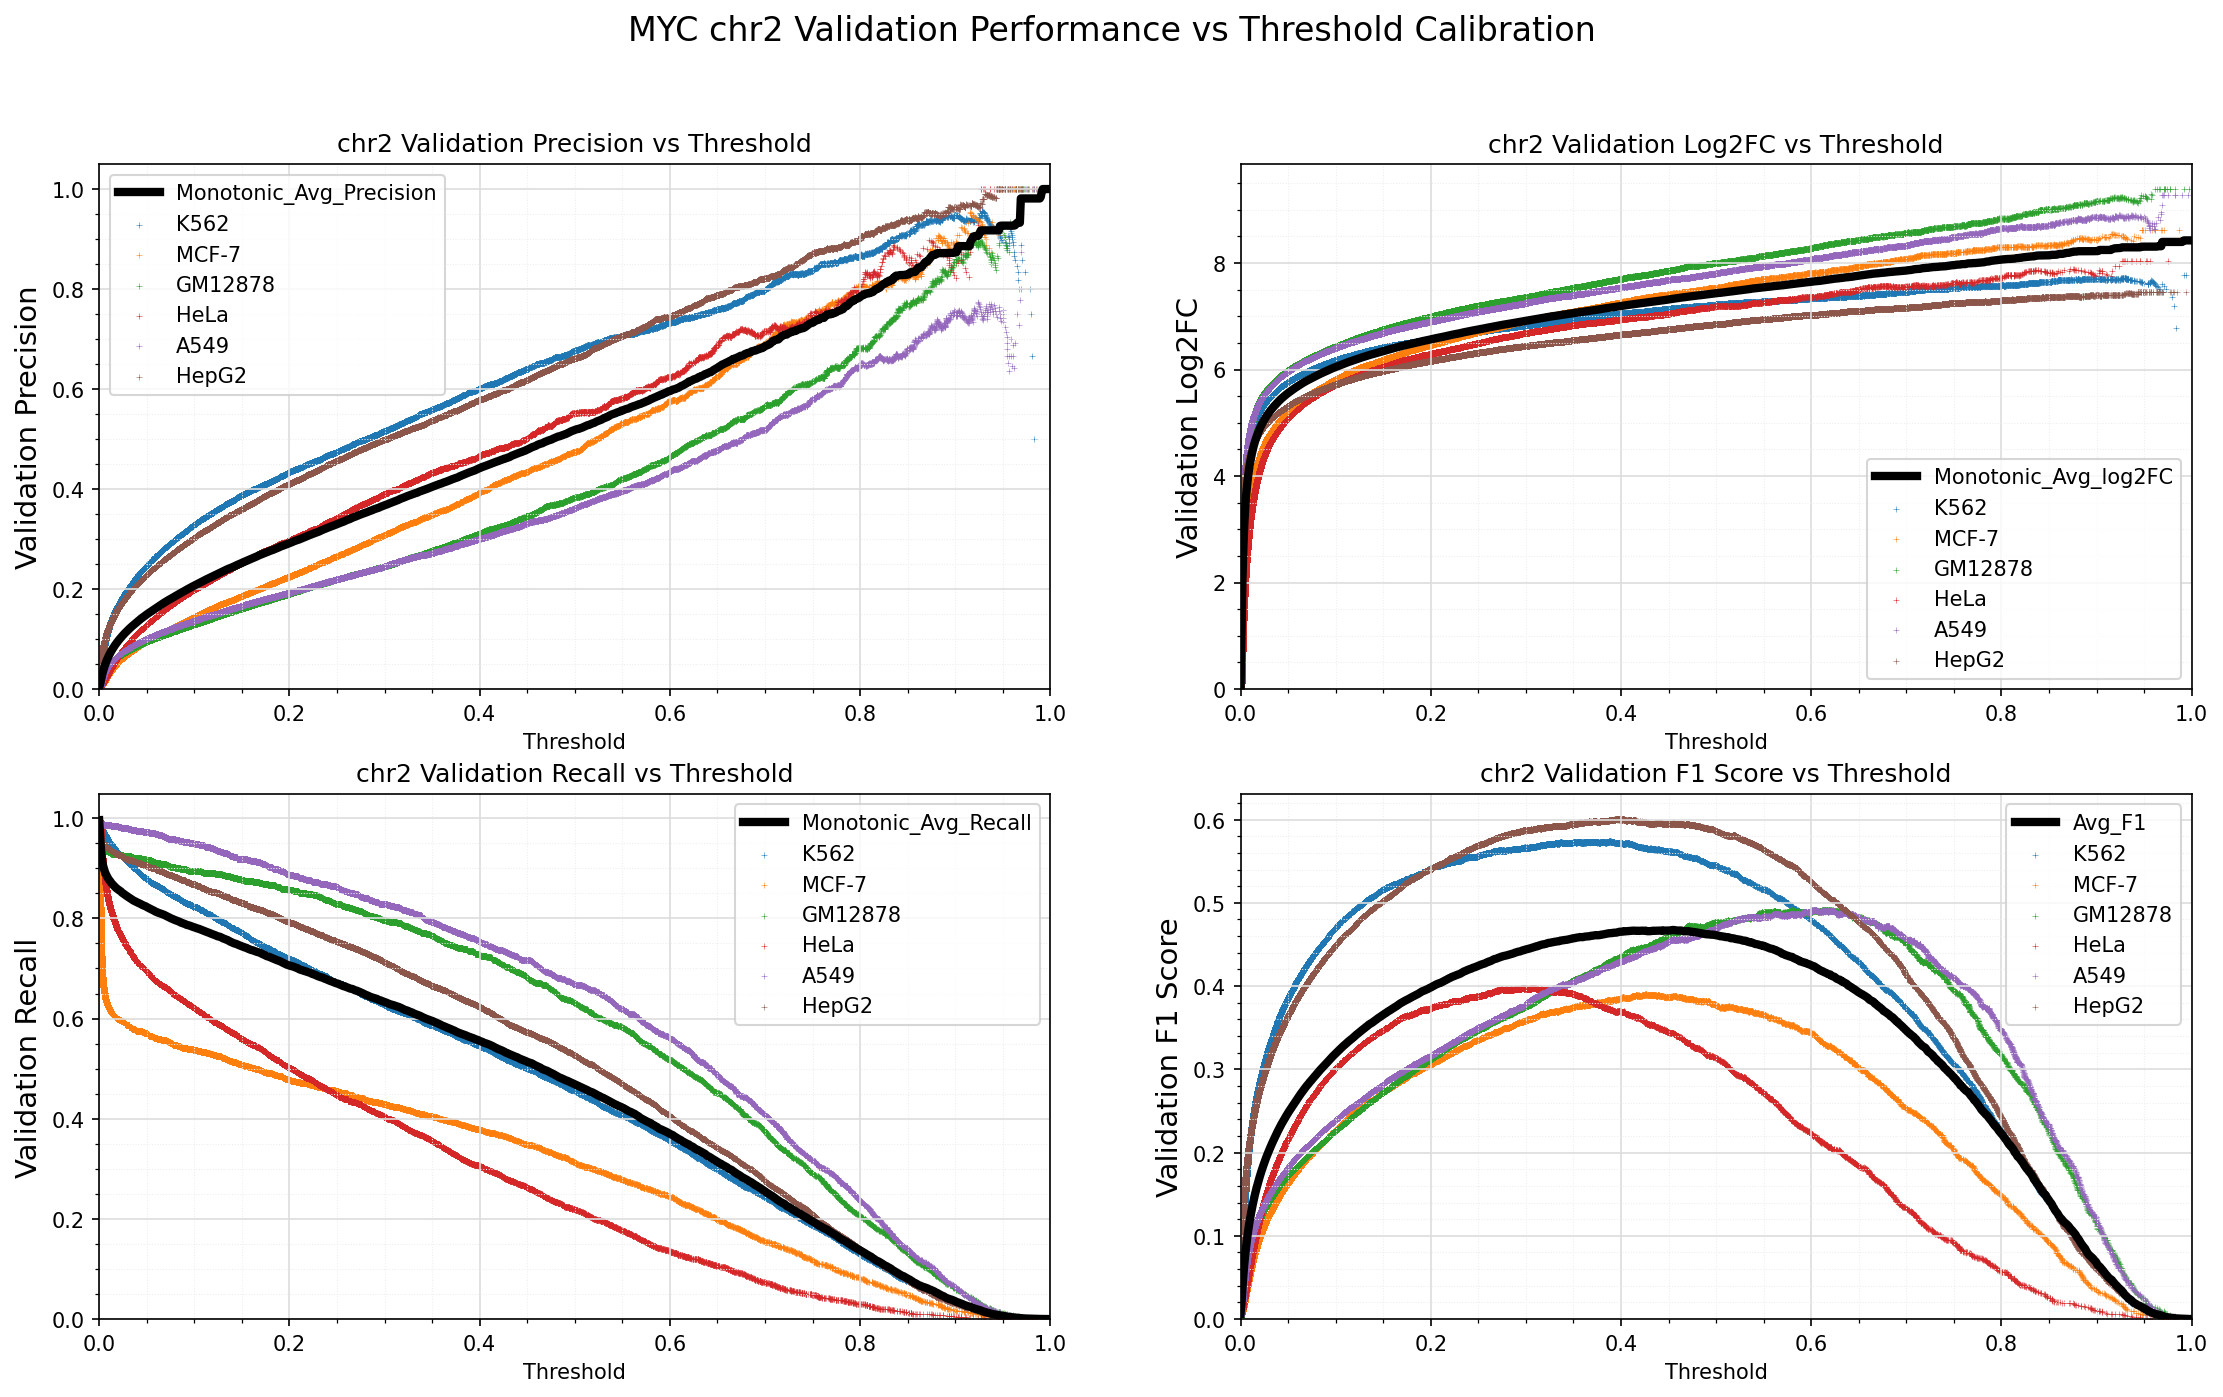 MYC chr2 Validation Performance vs Threshold Calibration
chr2 Validation Precision vs Threshold
Validation Precision
1.0
0.8
0.6
0.4
0.2
0.0
Monotonic_Avg_Precision
K562
MCF-7
GM12878
HeLa
A549
HepG2
0.0 0.2 0.4 0.6 0.8 1.0
Threshold
chr2 Validation Log2FC vs Threshold
Validation Log2FC
8
6
4
2
0
Monotonic_Avg_log2FC
K562
MCF-7
GM12878
HeLa
A549
HepG2
0.0 0.2 0.4 0.6 0.8 1.0
Threshold
chr2 Validation Recall vs Threshold
Validation Recall
1.0
0.8
0.6
0.4
0.2
0.0
Monotonic_Avg_Recall
K562
MCF-7
GM12878
HeLa
A549
HepG2
0.0 0.2 0.4 0.6 0.8 1.0
Threshold
chr2 Validation F1 Score vs Threshold
Validation F1 Score
0.6
0.5
0.4
0.3
0.2
0.1
0.0
Avg_F1
K562
MCF-7
GM12878
HeLa
A549
HepG2
0.0 0.2 0.4 0.6 0.8 1.0
Threshold